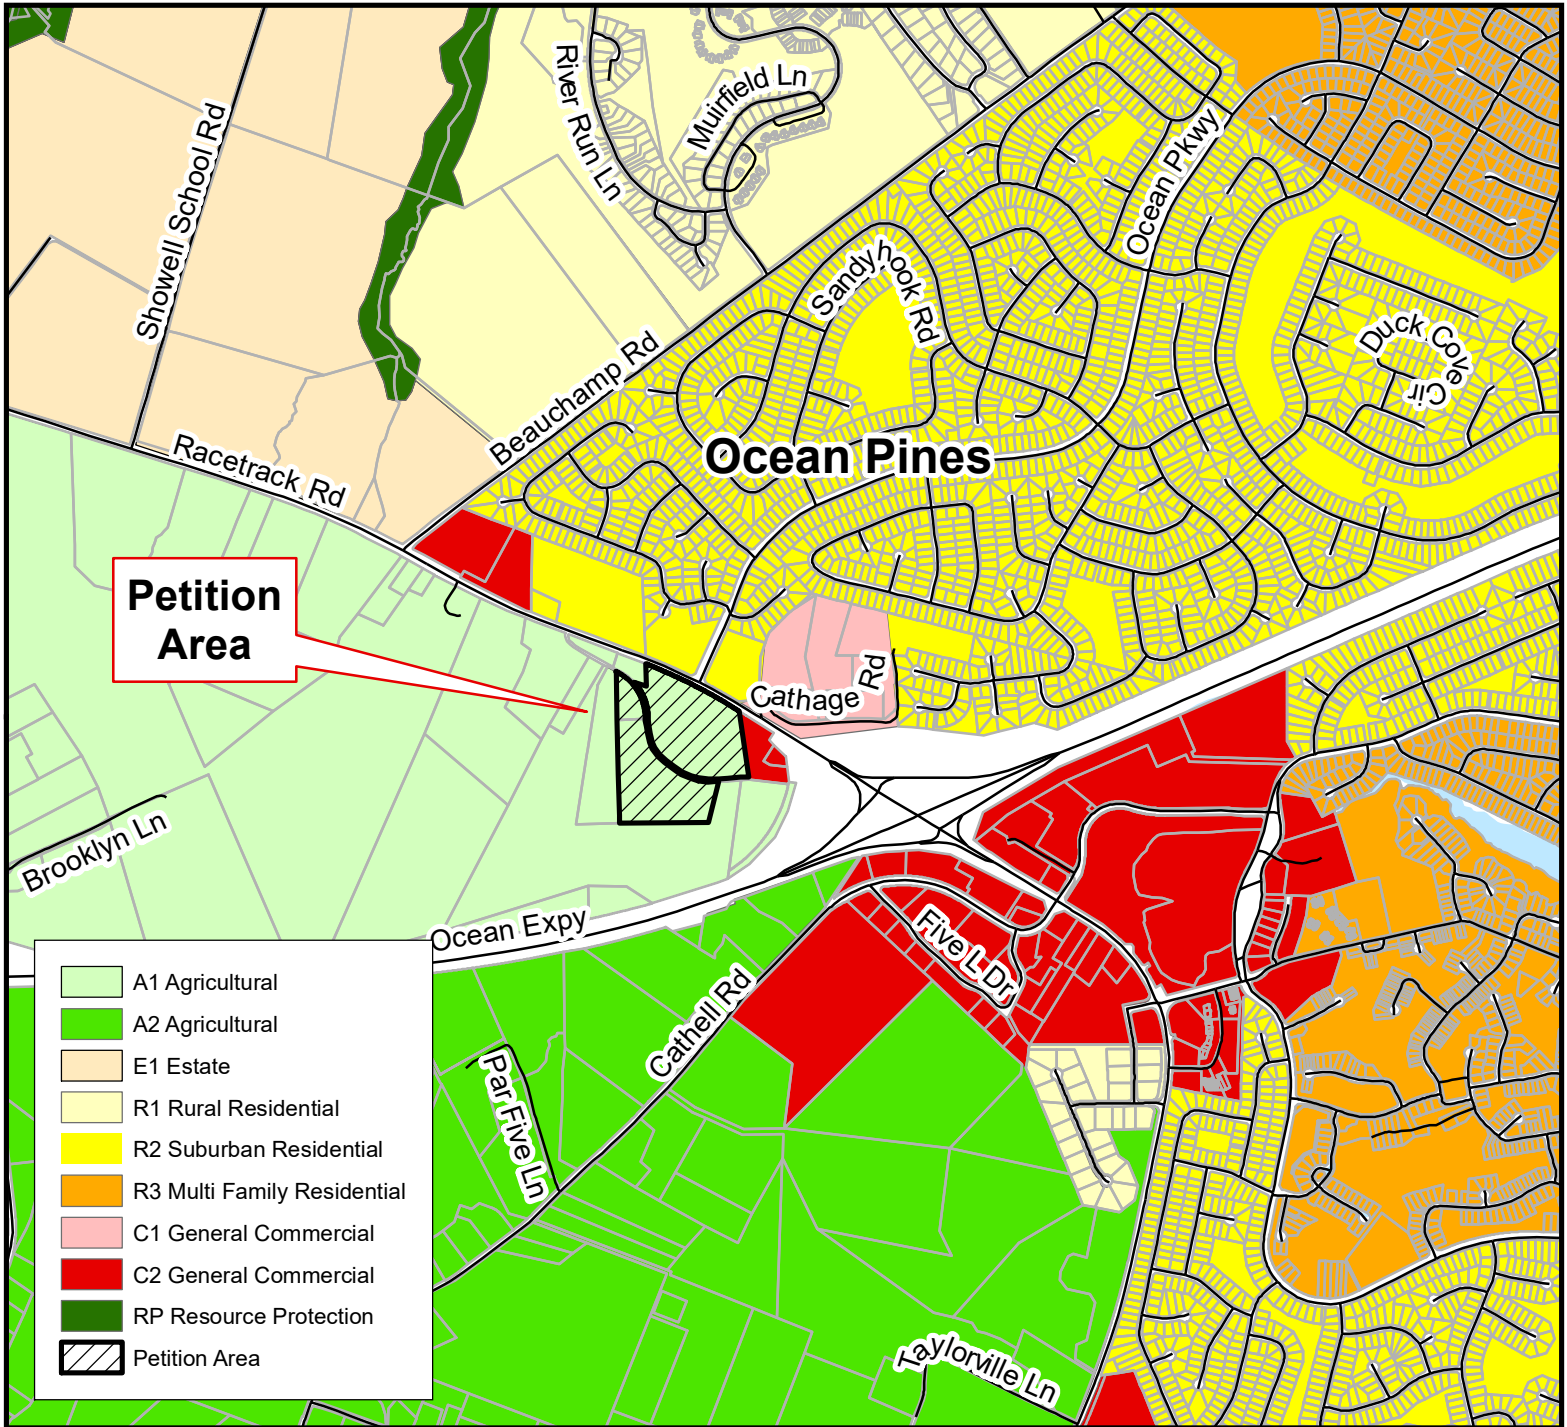 River Run Ln
Muirfield Ln
Showell School Rd
Ocean Pkwy
Sandyhook Rd
Duck Cove Cir
Beauchamp Rd
Racetrack Rd
Ocean Pines
Petition
Area
Cathage Rd
Brooklyn Ln
Ocean Expy
Five L Dr
Cathell Rd
Par Five Ln
Taylorville Ln
A1 Agricultural
A2 Agricultural
E1 Estate
R1 Rural Residential
R2 Suburban Residential
R3 Multi Family Residential
C1 General Commercial
C2 General Commercial
RP Resource Protection
Petition Area